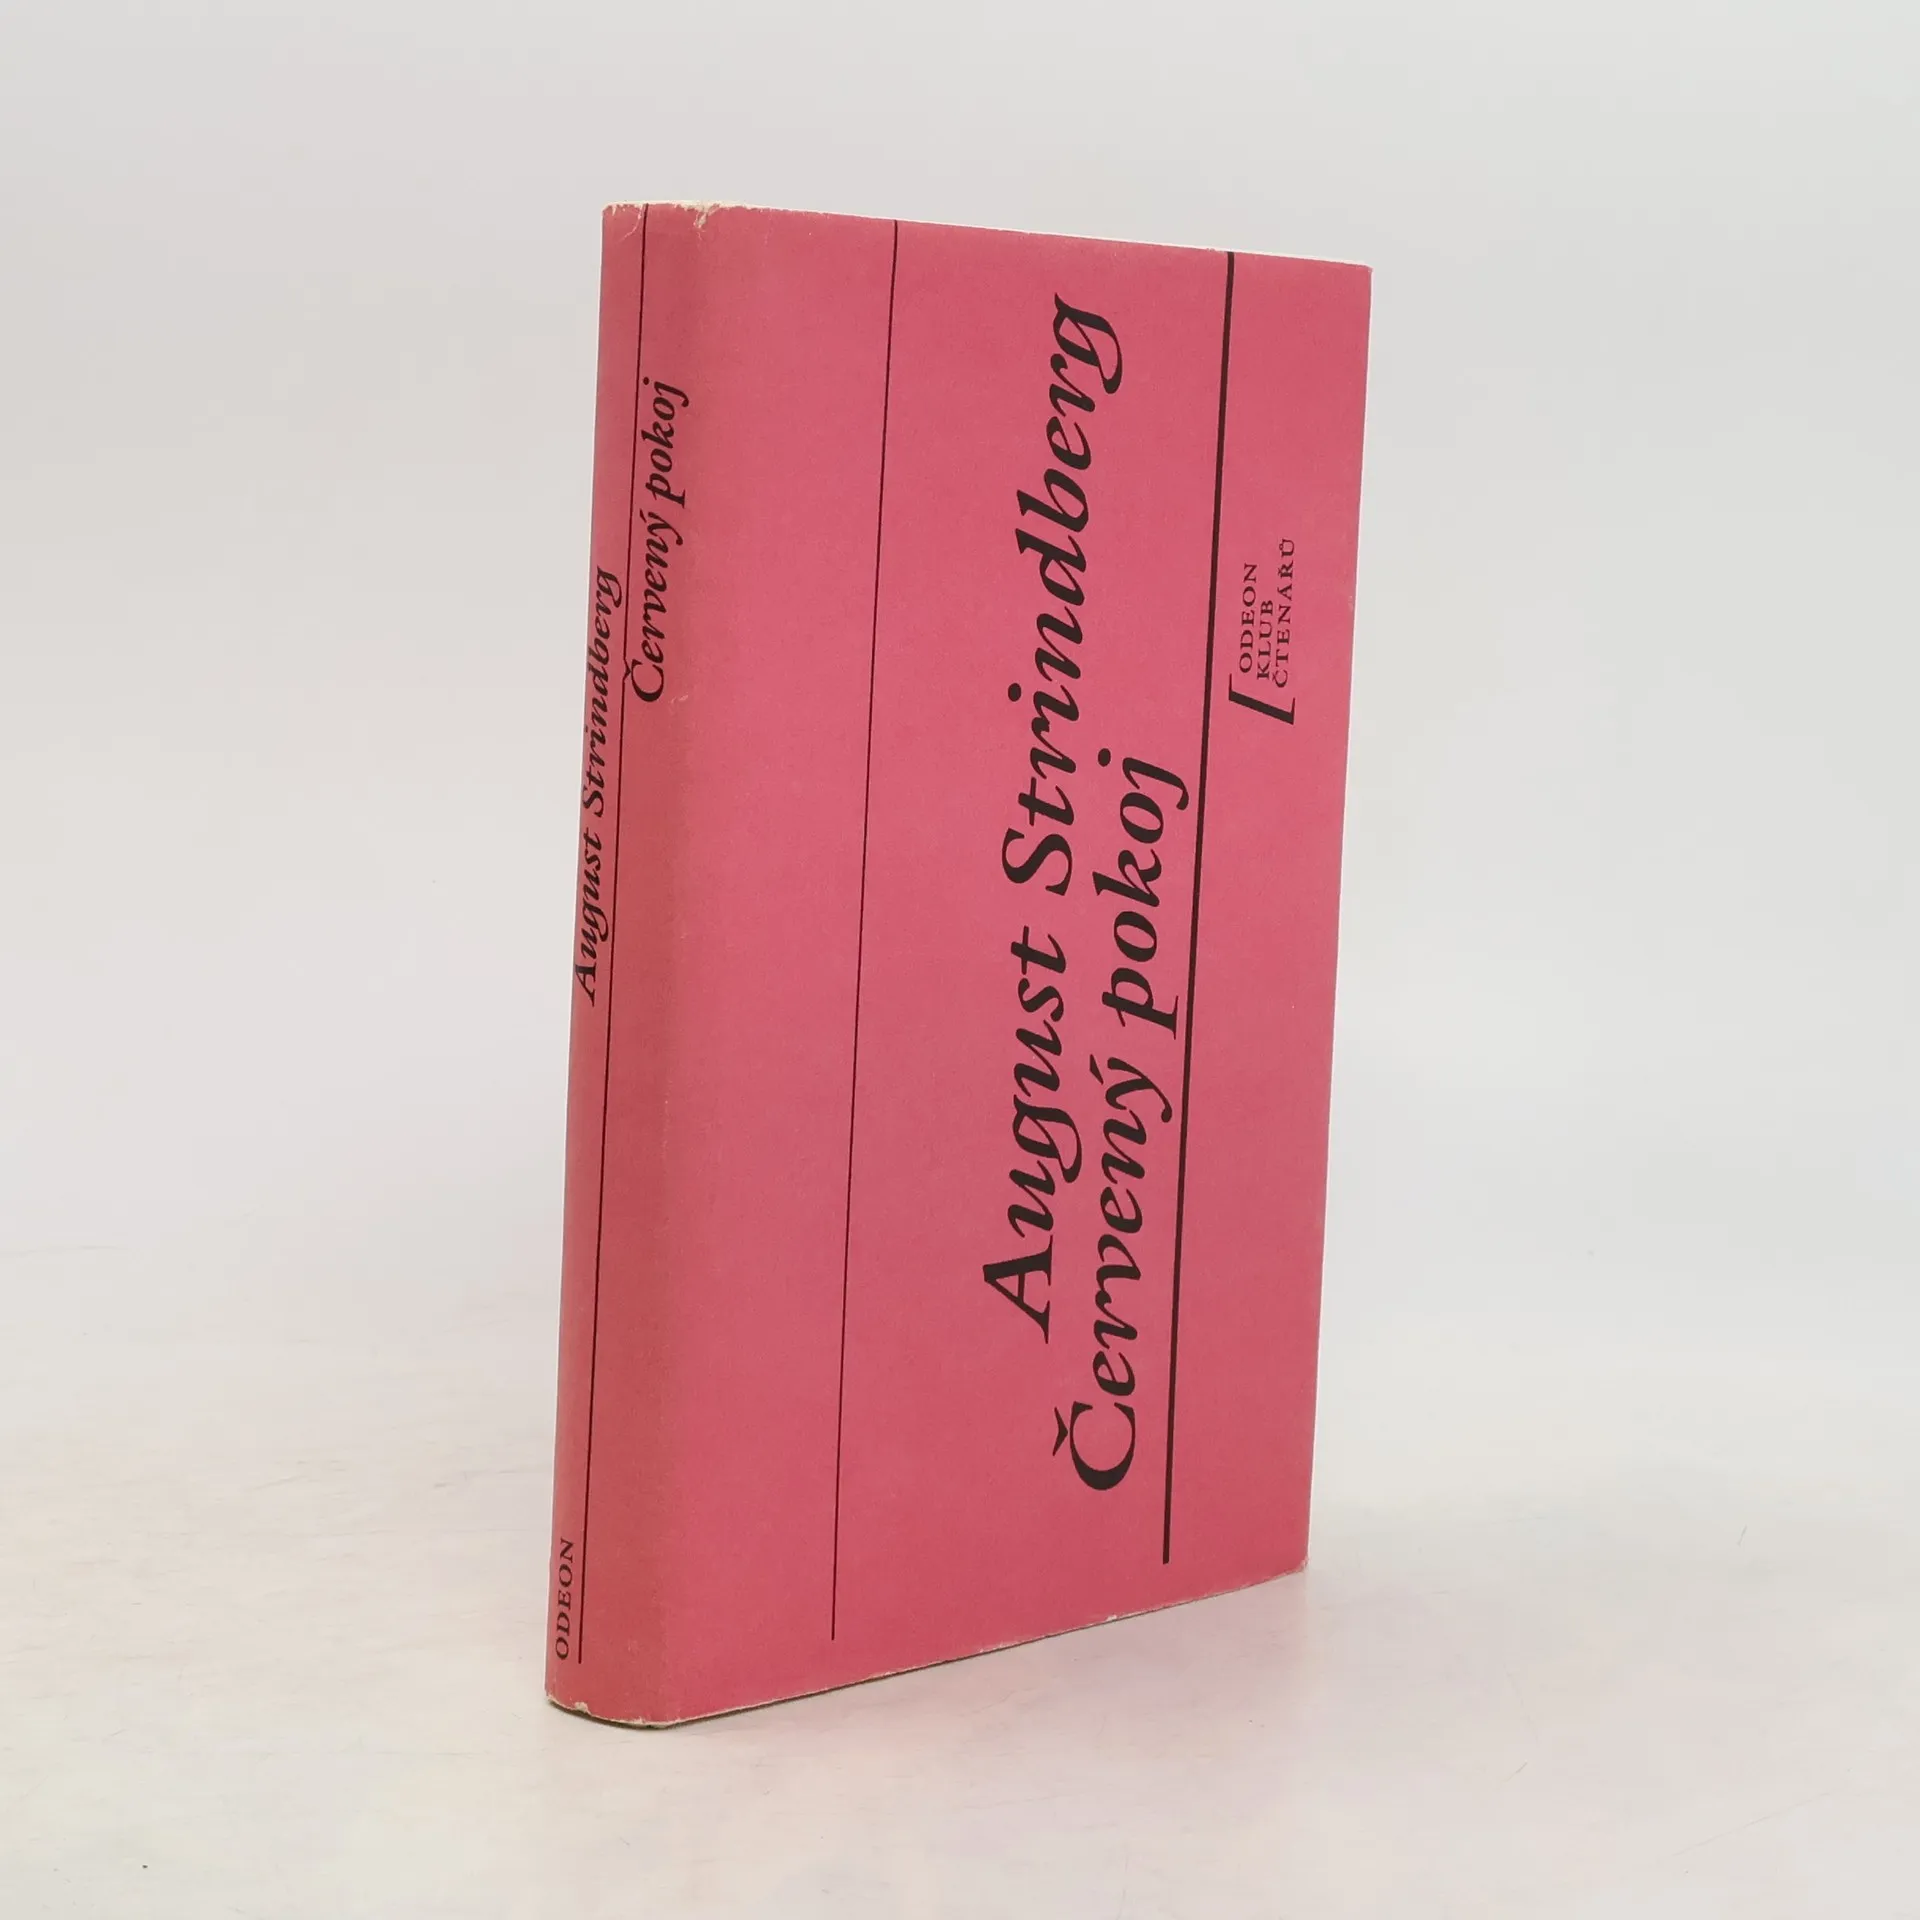 August Strindberg
Červený pokoj
ODEON
August Strindberg
Červený pokoj
ODEON
KLUB
ČTENÁŘŮ